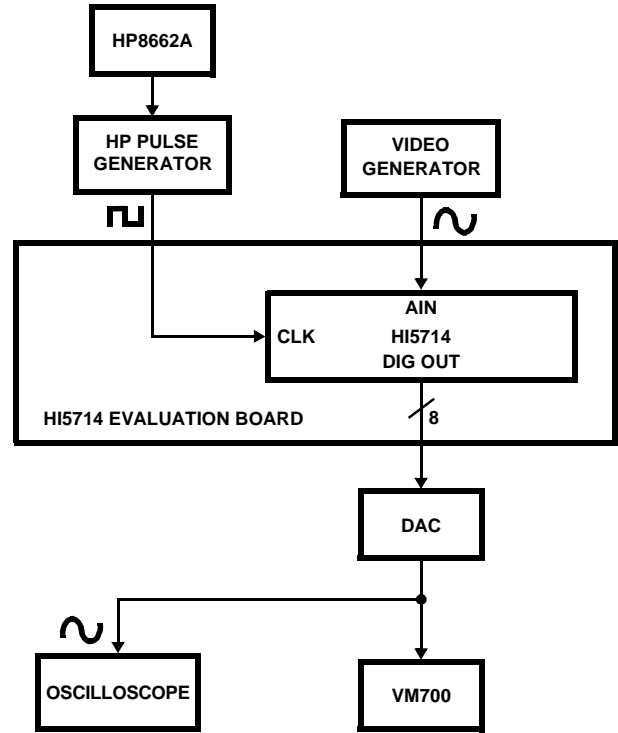 HP8662A
HP PULSE
GENERATOR
VIDEO
GENERATOR
AIN
CLK
HI5714
DIG OUT
HI5714 EVALUATION BOARD
8
DAC
OSCILLOSCOPE
VM700